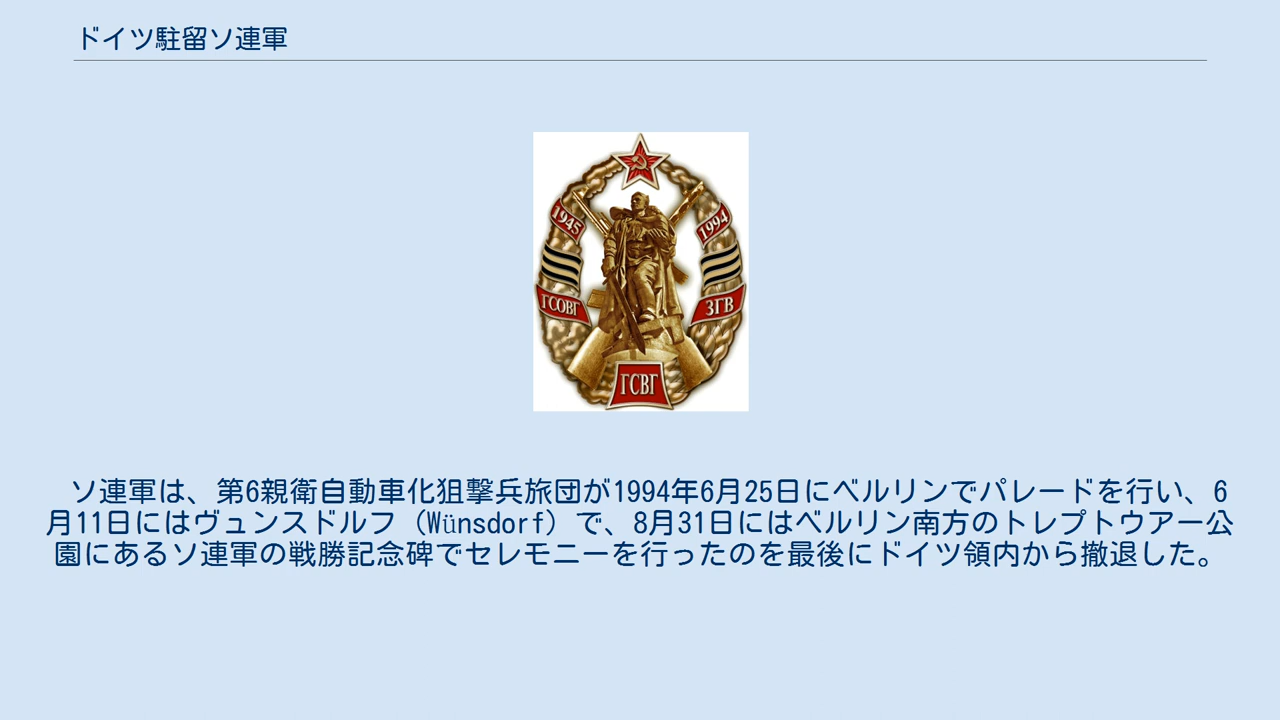 ドイツ駐留ソ連軍
1945
1994
ГСОВГ
ЗГВ
ГСВГ
ソ連軍は、第6親衛自動車化狙撃兵旅団が1994年6月25日にベルリンでパレードを行い、6
月11日にはヴュンスドルフ（Wünsdorf）で、8月31日にはベルリン南方のトレプトウアー公
園にあるソ連軍の戦勝記念碑でセレモニーを行ったのを最後にドイツ領内から撤退した。